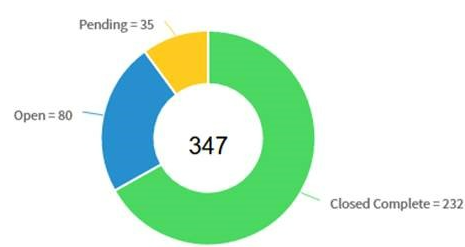 Pending = 35
Open = 80
347
Closed Complete = 232